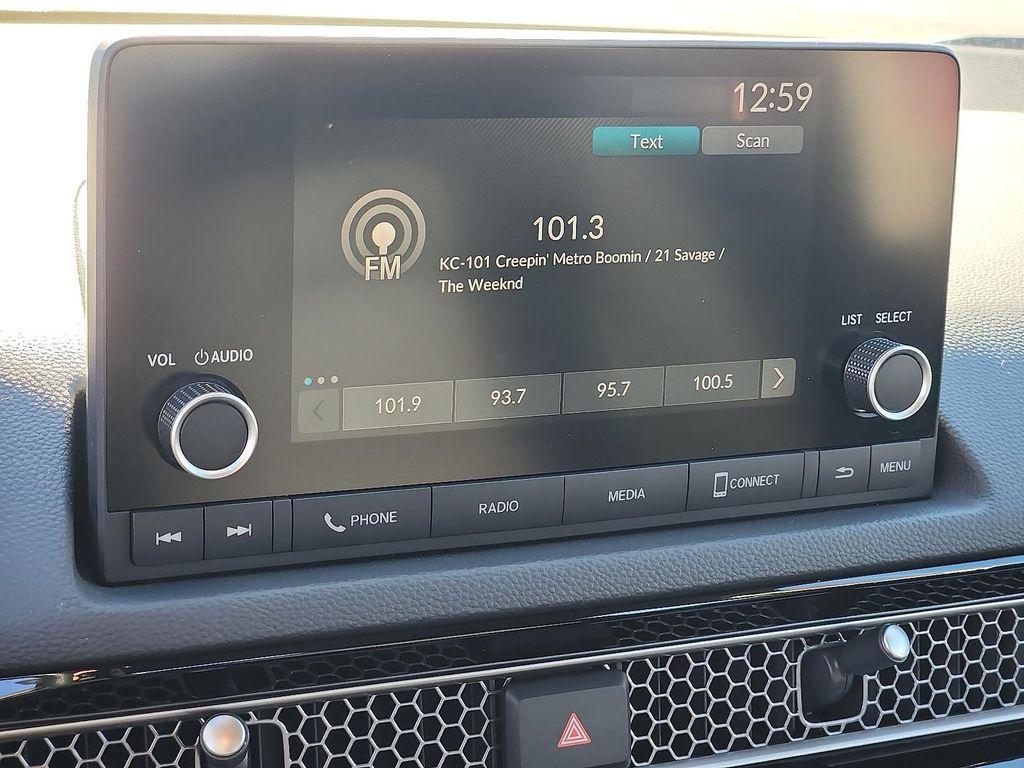 12:59
Text Scan
101.3
FM
KC-101 Creepin' Metro Boomin / 21 Savage /
The Weeknd
LIST SELECT
VOL AUDIO
101.9 93.7 95.7 100.5
PHONE RADIO MEDIA CONNECT MENU